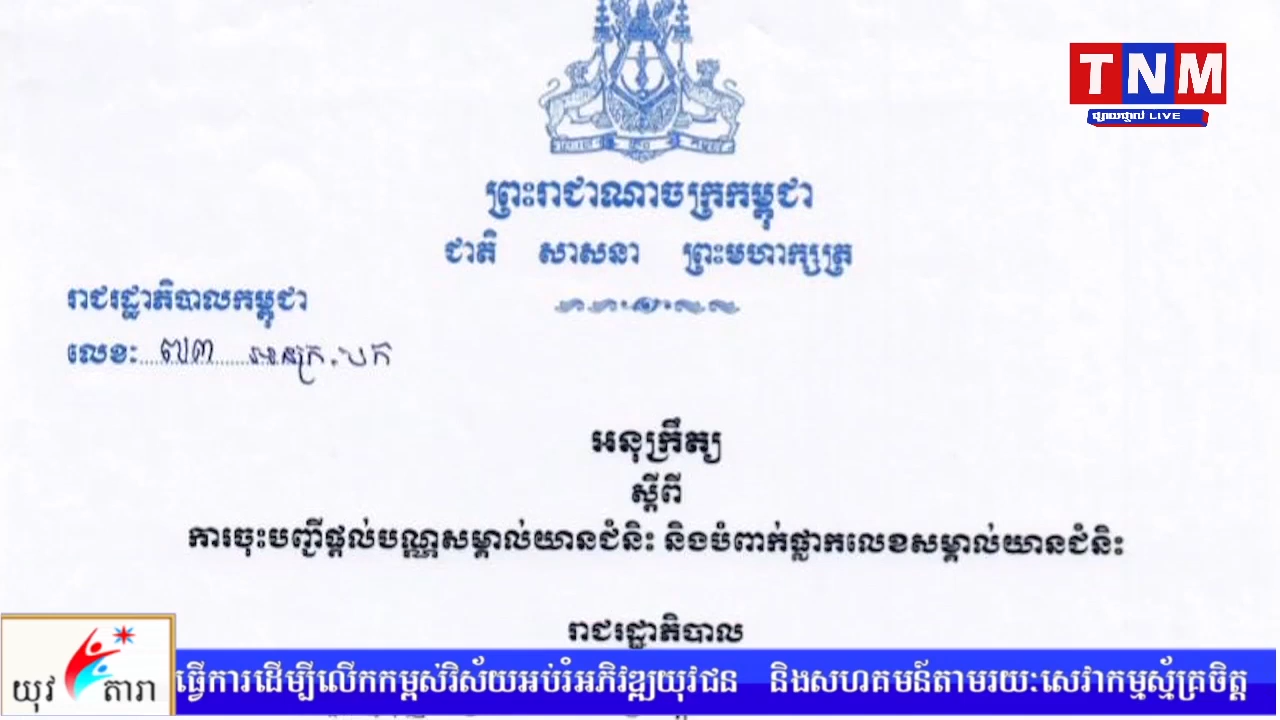 TNM
ផ្សាយផ្ទាល់ LIVE
ព្រះរាជាណាចក្រកម្ពុជា
ជាតិ សាសនា ព្រះមហាក្សត្រ
រាជរដ្ឋាភិបាលកម្ពុជា
លេខៈ ៧៣ អនក្រ.បក
អនុក្រឹត្យ
ស្តីពី
ការចុះបញ្ជីផ្តល់បណ្ណសម្គាល់យានជំនិះ និងបំពាក់ផ្លាកលេខសម្គាល់យានជំនិះ
រាជរដ្ឋាភិបាល
យុវ តារា
ធ្វើការដើម្បីលើកកម្ពស់វិស័យអប់រំអភិវឌ្ឍយុវជន និងសហគមន៍តាមរយៈសេវាកម្មស្ម័គ្រចិត្ត